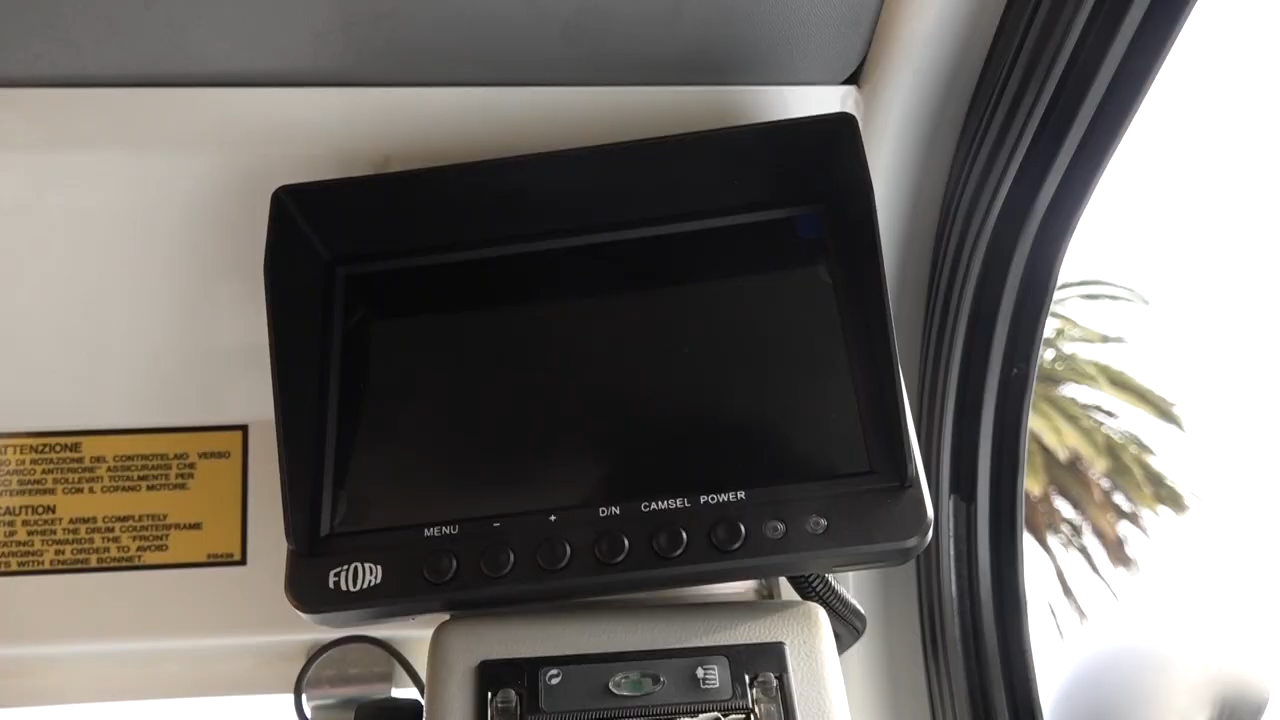 ATTENZIONE
DI ROTAZIONE DEL CONTROTELAIO VERSO
CARICO ANTERIORE" ASSICURARSI CHE
SIANO SOLLEVATI TOTALMENTE PER
INTERFERIRE CON IL COFANO MOTORE.
CAUTION
THE BUCKET ARMS COMPLETELY
UP WHEN THE DRUM COUNTERFRAME
TOWARDS THE "FRONT
IN ORDER TO AVOID
WITH ENGINE BONNET.
MENU - + D/N CAMSEL POWER
FIORI